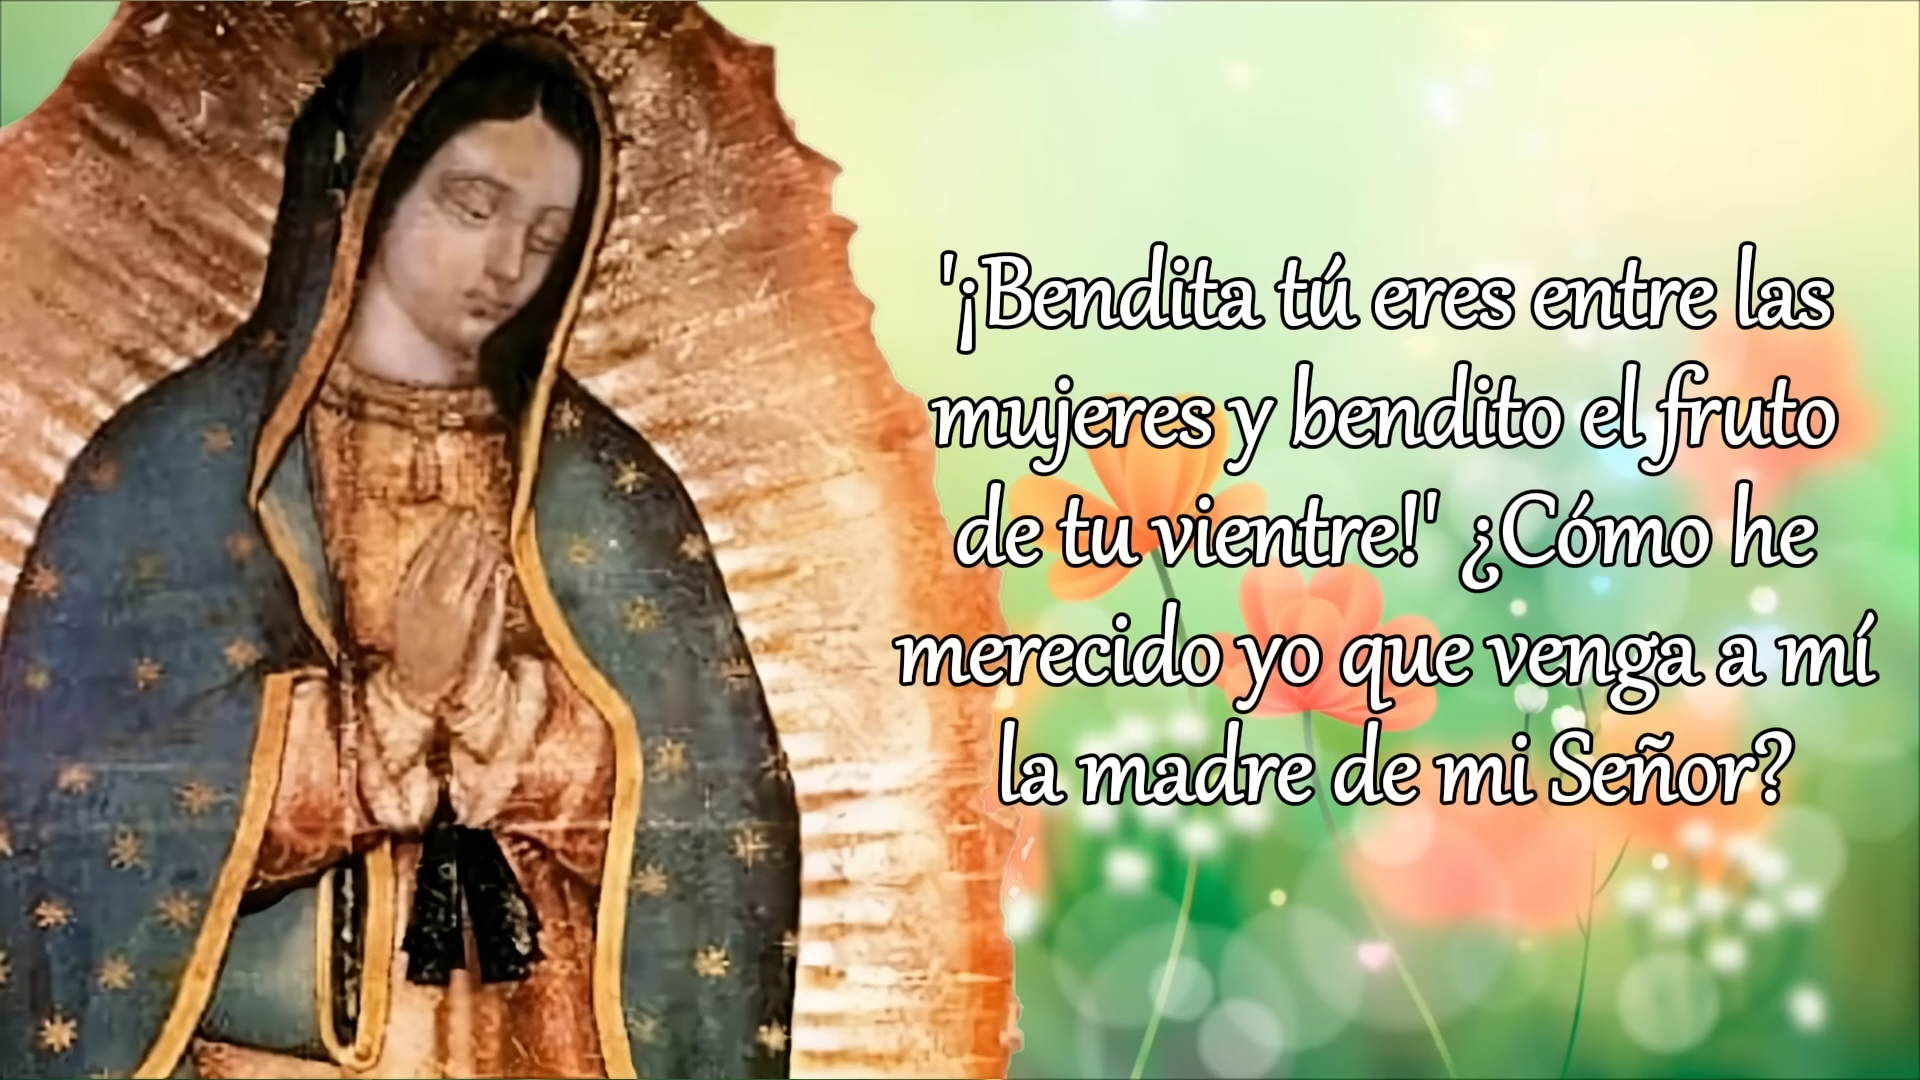 '¡Bendita tú eres entre las
mujeres y bendito el fruto
de tu vientre!' ¿Cómo he
merecido yo que venga a mí
la madre de mi Señor?